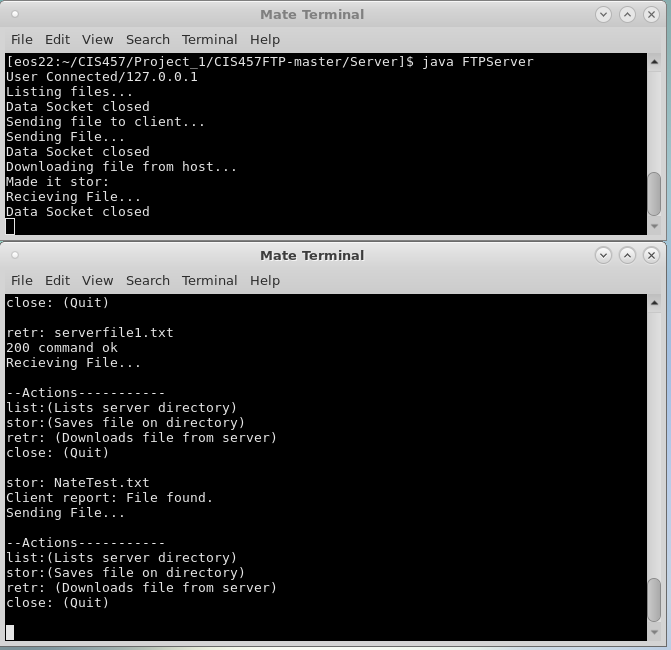 Mate Terminal
File Edit View Search Terminal Help
[eos22:~/CIS457/Project_1/CIS457FTP-master/Server]$ java FTPServer
User Connected/127.0.0.1
Listing files...
Data Socket closed
Sending file to client...
Sending File...
Data Socket closed
Downloading file from host...
Made it stor:
Recieving File...
Data Socket closed
Mate Terminal
File Edit View Search Terminal Help
close: (Quit)
retr: serverfile1.txt
200 command ok
Recieving File...
--Actions-----------
list:(Lists server directory)
stor:(Saves file on directory)
retr: (Downloads file from server)
close: (Quit)
stor: NateTest.txt
Client report: File found.
Sending File...
--Actions-----------
list:(Lists server directory)
stor:(Saves file on directory)
retr: (Downloads file from server)
close: (Quit)